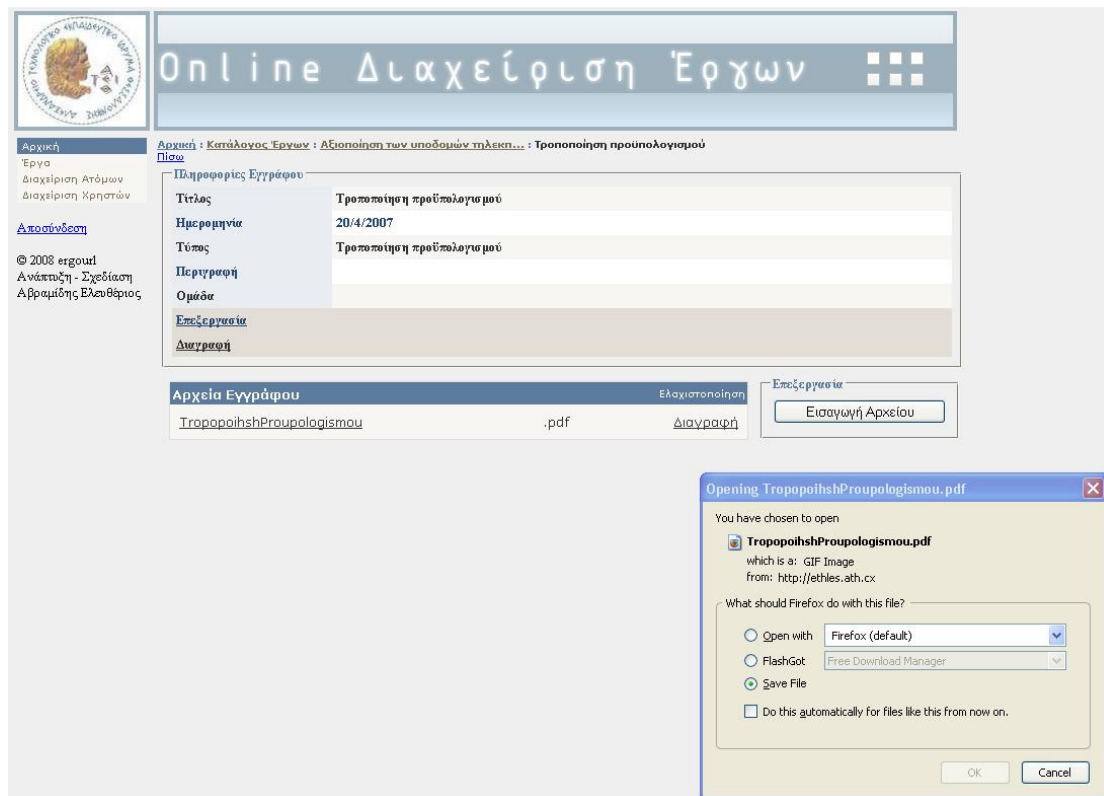 Online Διαχείριση Έργων
Αρχική
Έργα
Διαχείριση Ατόμων
Διαχείριση Χρηστών
Αποσύνδεση
© 2008 ergourl
Ανάπτυξη - Σχεδίαση
Αβραμίδης Ελευθέριος
Αρχική : Κατάλογος Έργων : Αξιοποίηση των υποδομών τηλεκπ... : Τροποποίηση προϋπολογισμού
Πίσω
Πληροφορίες Εγγράφου
Τίτλος Τροποποίηση προϋπολογισμού
Ημερομηνία 20/4/2007
Τύπος Τροποποίηση προϋπολογισμού
Περιγραφή
Ομάδα
Επεξεργασία
Διαγραφή
Αρχεία Εγγράφου Ελαχιστοποίηση
TropopoihshProupologismou .pdf Διαγραφή
Επεξεργασία
Εισαγωγή Αρχείου
Opening TropopoihshProupologismou.pdf
You have chosen to open
TropopoihshProupologismou.pdf
which is a: GIF Image
from: http://ethles.ath.cx
What should Firefox do with this file?
Open with Firefox (default)
FlashGot Free Download Manager
Save File
Do this automatically for files like this from now on.
OK Cancel